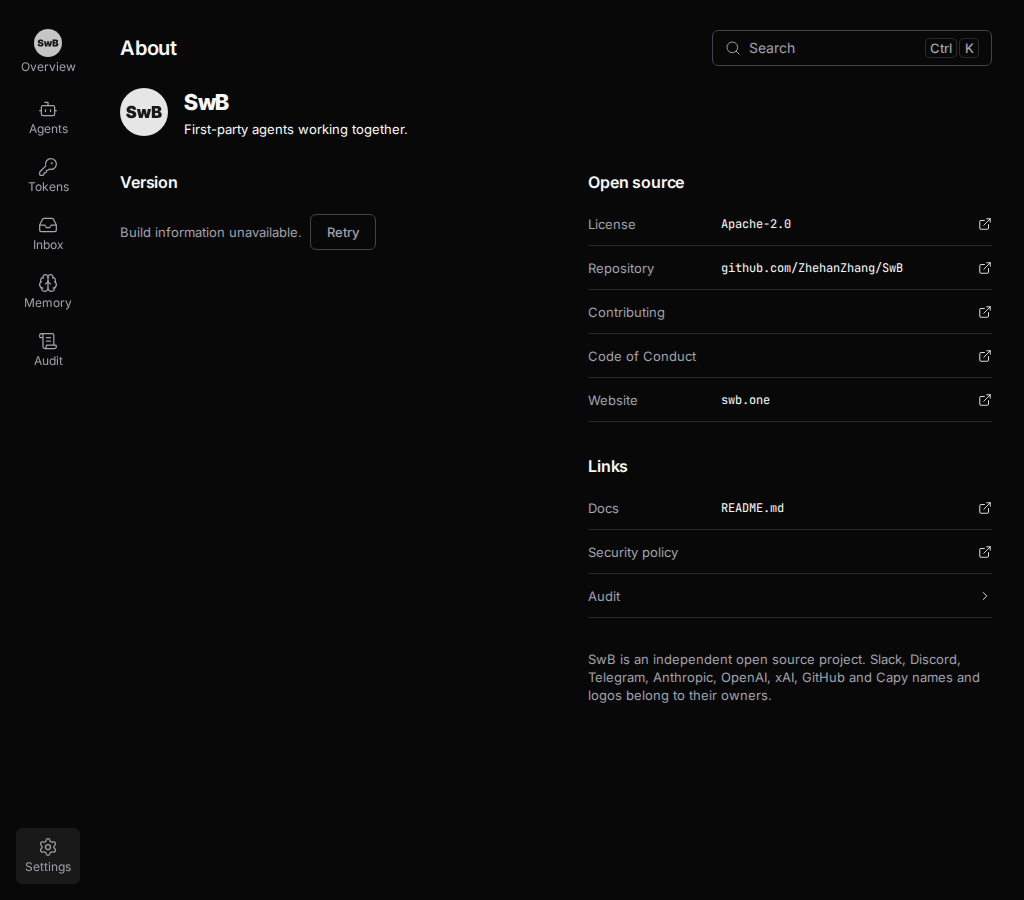 SwB
Overview
Agents
Tokens
Inbox
Memory
Audit
Settings
About
Search
Ctrl K
SwB
SwB
First-party agents working together.
Version
Build information unavailable.
Retry
Open source
License Apache-2.0
Repository github.com/ZhehanZhang/SwB
Contributing
Code of Conduct
Website swb.one
Links
Docs README.md
Security policy
Audit
SwB is an independent open source project. Slack, Discord,
Telegram, Anthropic, OpenAI, xAI, GitHub and Capy names and
logos belong to their owners.